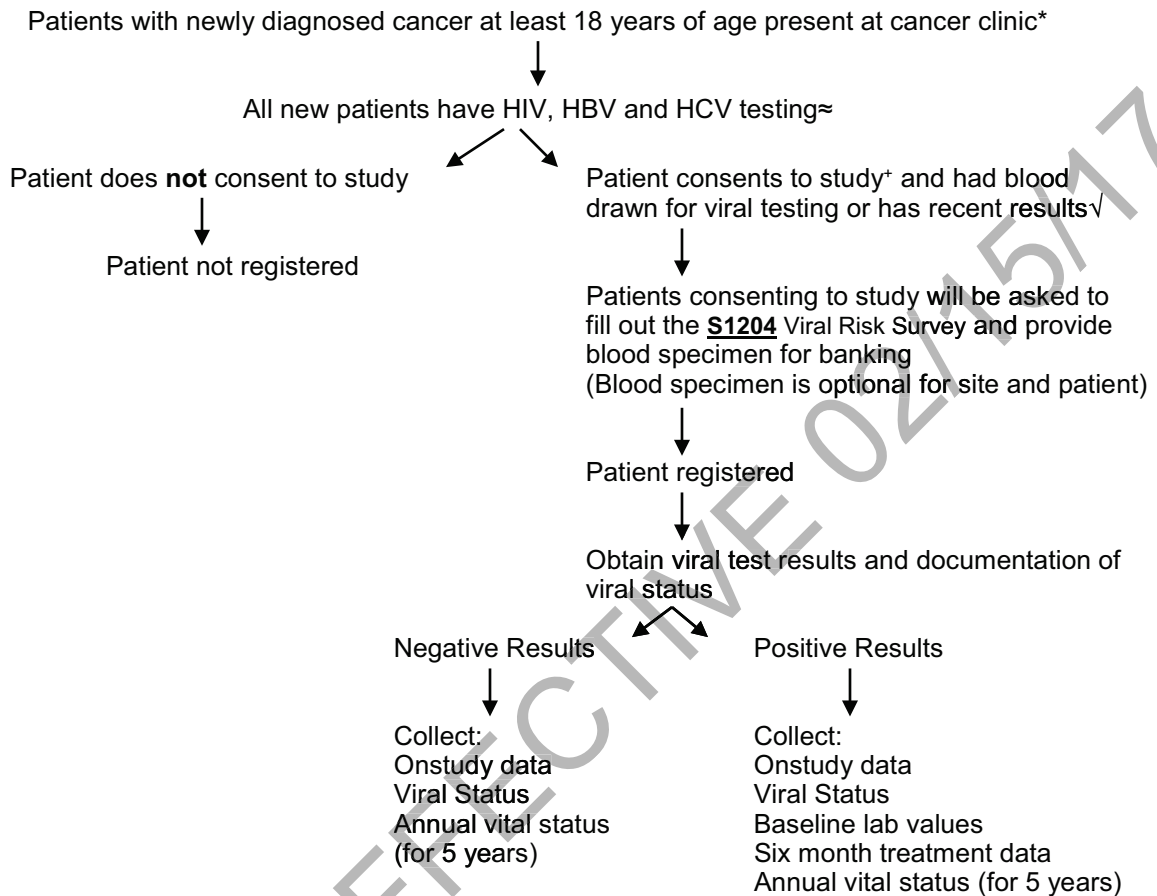 Patients with newly diagnosed cancer at least 18 years of age present at cancer clinic*
All new patients have HIV, HBV and HCV testing≈
Patient does not consent to study
Patient not registered
Patient consents to study⁺ and had blood
drawn for viral testing or has recent results√
Patients consenting to study will be asked to
fill out the S1204 Viral Risk Survey and provide
blood specimen for banking
(Blood specimen is optional for site and patient)
Patient registered
Obtain viral test results and documentation of
viral status
Negative Results
Collect:
Onstudy data
Viral Status
Annual vital status
(for 5 years)
Positive Results
Collect:
Onstudy data
Viral Status
Baseline lab values
Six month treatment data
Annual vital status (for 5 years)
EFFECTIVE 02/15/17